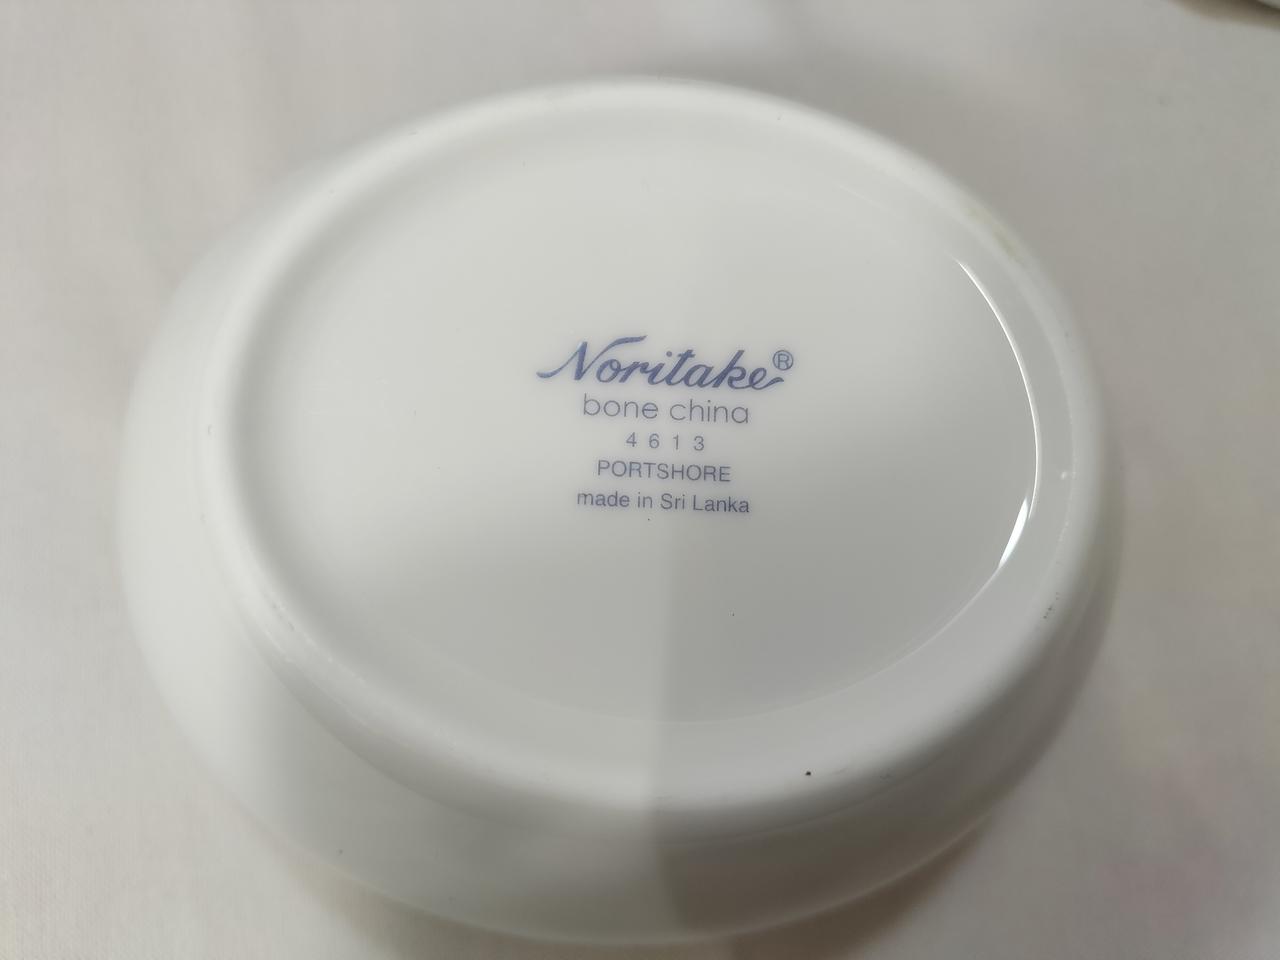 Noritake®
bone china
4613
PORTSHORE
made in Sri Lanka